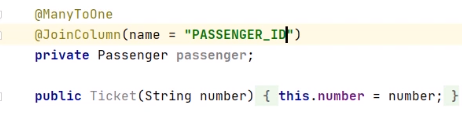 @ManyToOne
@JoinColumn(name = "PASSENGER_ID")
private Passenger passenger;
public Ticket(String number) { this.number = number; }